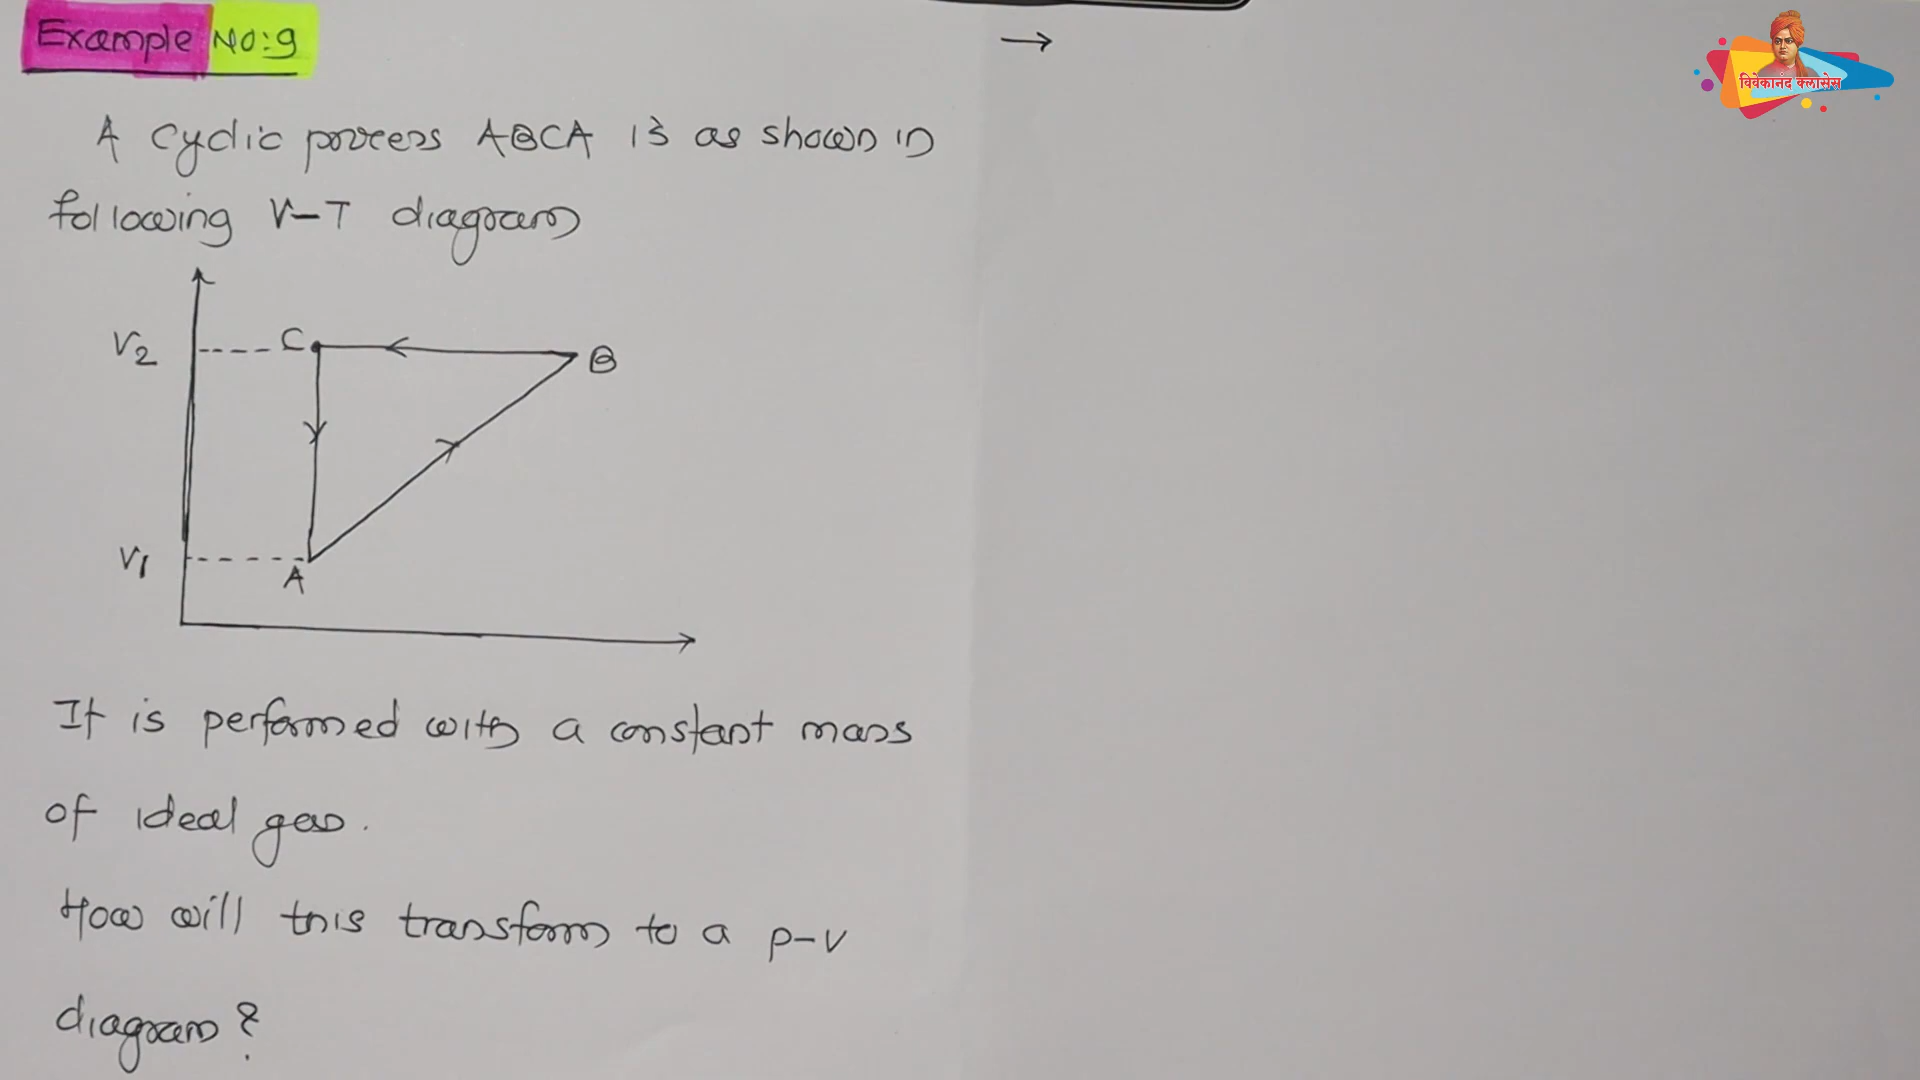 Example No:9
→
विवेकानंद क्लासेस
A cyclic process ABCA is as shown in
following V-T diagram
V2
C
B
V1
A
It is performed with a constant mass
of ideal gas.
How will this transform to a p-v
diagram?